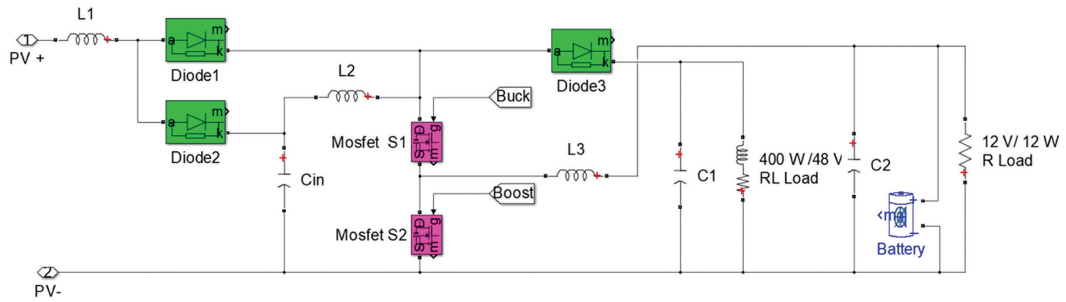 L1
1
PV +
a
m
k
Diode1
a
m
k
Diode2
L2
Cin
Buck
Mosfet S1
D
g
S
m
Boost
Mosfet S2
D
g
S
m
a
m
k
Diode3
L3
C1
400 W /48 V
RL Load
C2
12 V/ 12 W
R Load
<m
Battery
2
PV-